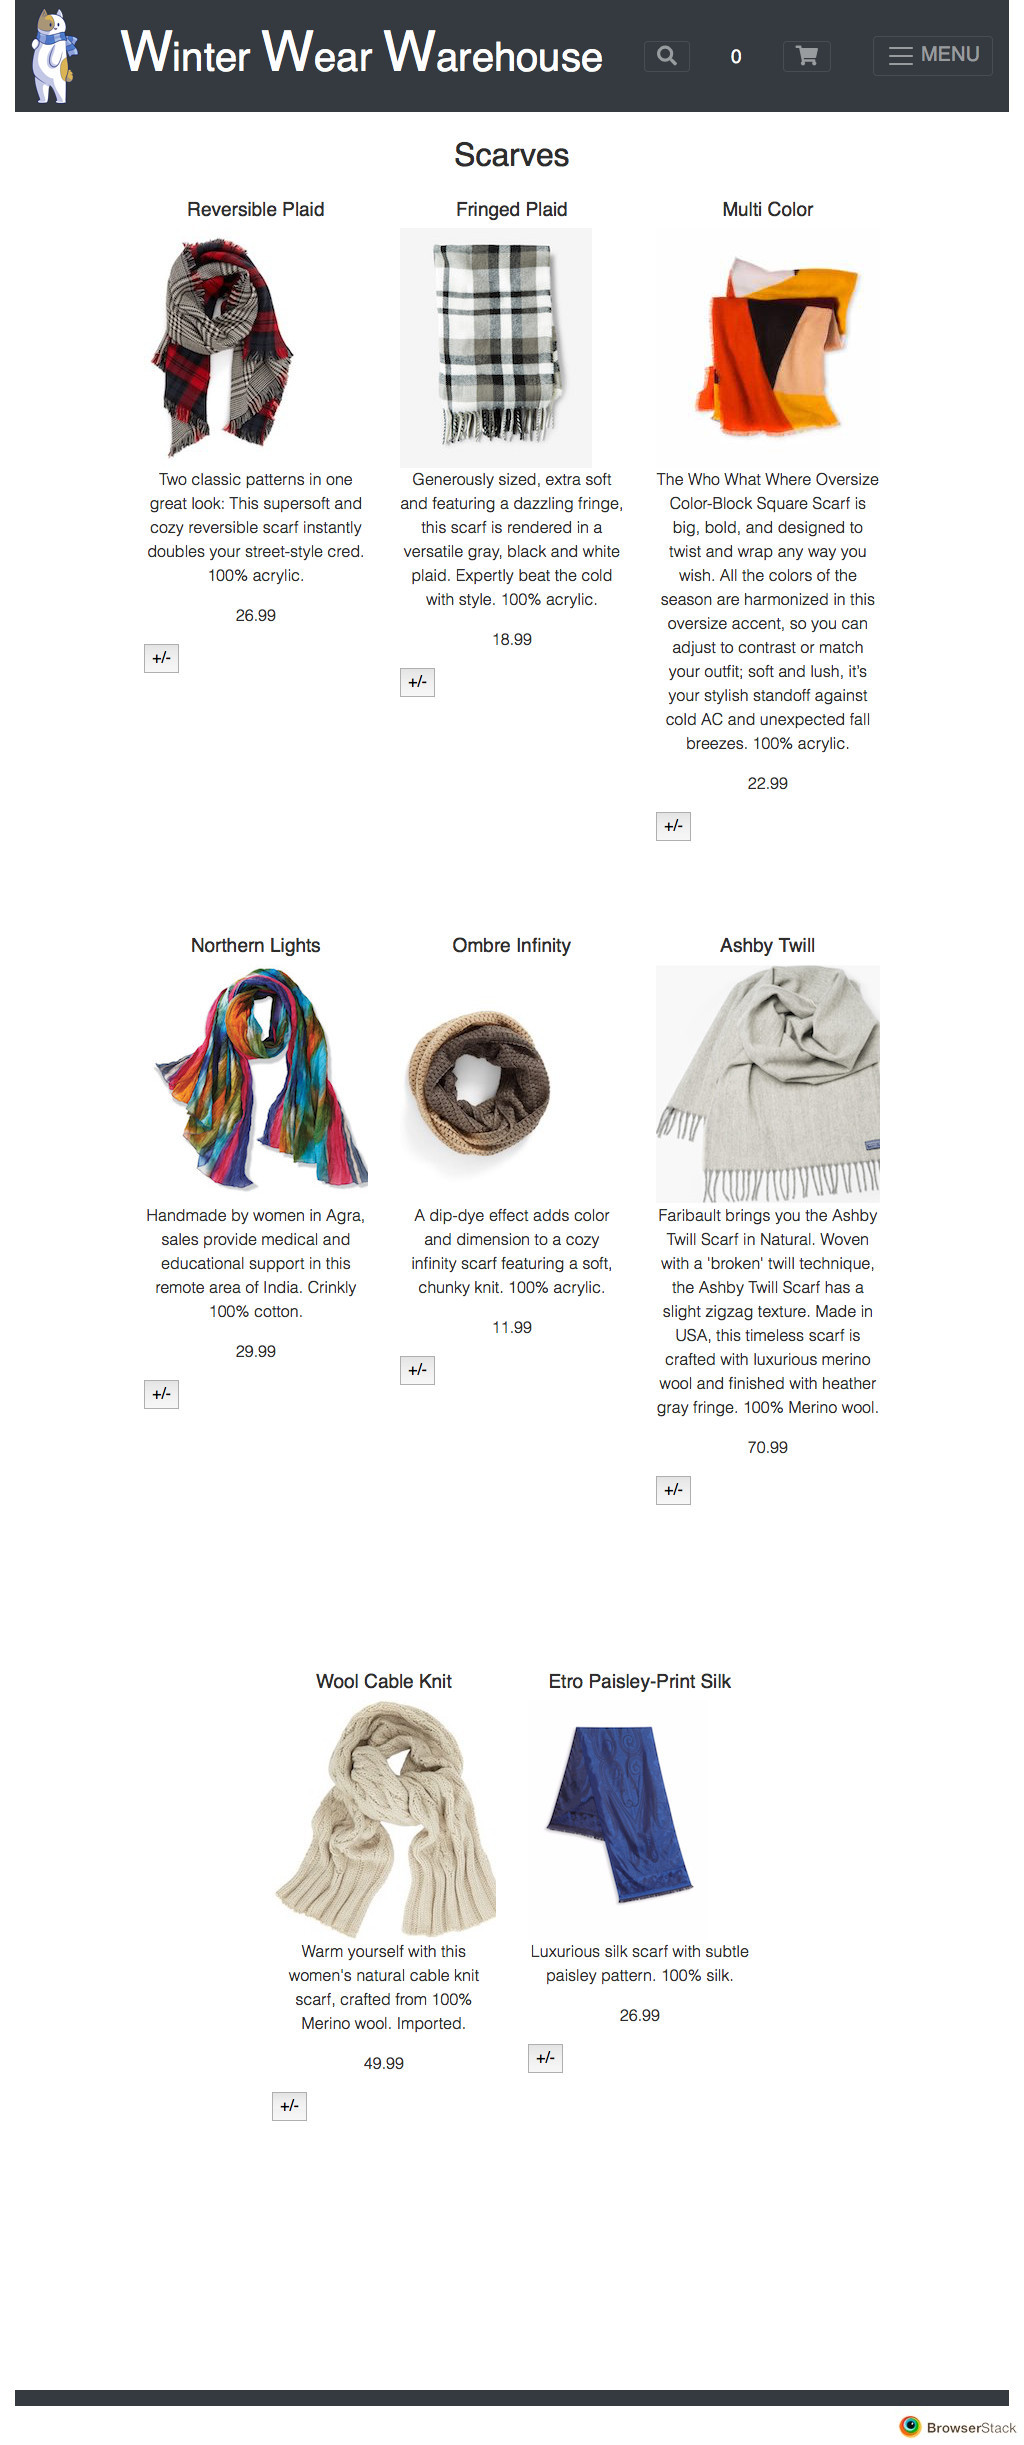 Winter Wear Warehouse
0
MENU
Scarves
Reversible Plaid
Two classic patterns in one
great look: This supersoft and
cozy reversible scarf instantly
doubles your street-style cred.
100% acrylic.
26.99
+/-
Fringed Plaid
Generously sized, extra soft
and featuring a dazzling fringe,
this scarf is rendered in a
versatile gray, black and white
plaid. Expertly beat the cold
with style. 100% acrylic.
18.99
+/-
Multi Color
The Who What Where Oversize
Color-Block Square Scarf is
big, bold, and designed to
twist and wrap any way you
wish. All the colors of the
season are harmonized in this
oversize accent, so you can
adjust to contrast or match
your outfit; soft and lush, it's
your stylish standoff against
cold AC and unexpected fall
breezes. 100% acrylic.
22.99
+/-
Northern Lights
Handmade by women in Agra,
sales provide medical and
educational support in this
remote area of India. Crinkly
100% cotton.
29.99
+/-
Ombre Infinity
A dip-dye effect adds color
and dimension to a cozy
infinity scarf featuring a soft,
chunky knit. 100% acrylic.
11.99
+/-
Ashby Twill
Faribault brings you the Ashby
Twill Scarf in Natural. Woven
with a 'broken' twill technique,
the Ashby Twill Scarf has a
slight zigzag texture. Made in
USA, this timeless scarf is
crafted with luxurious merino
wool and finished with heather
gray fringe. 100% Merino wool.
70.99
+/-
Wool Cable Knit
Warm yourself with this
women's natural cable knit
scarf, crafted from 100%
Merino wool. Imported.
49.99
+/-
Etro Paisley-Print Silk
Luxurious silk scarf with subtle
paisley pattern. 100% silk.
26.99
+/-
BrowserStack